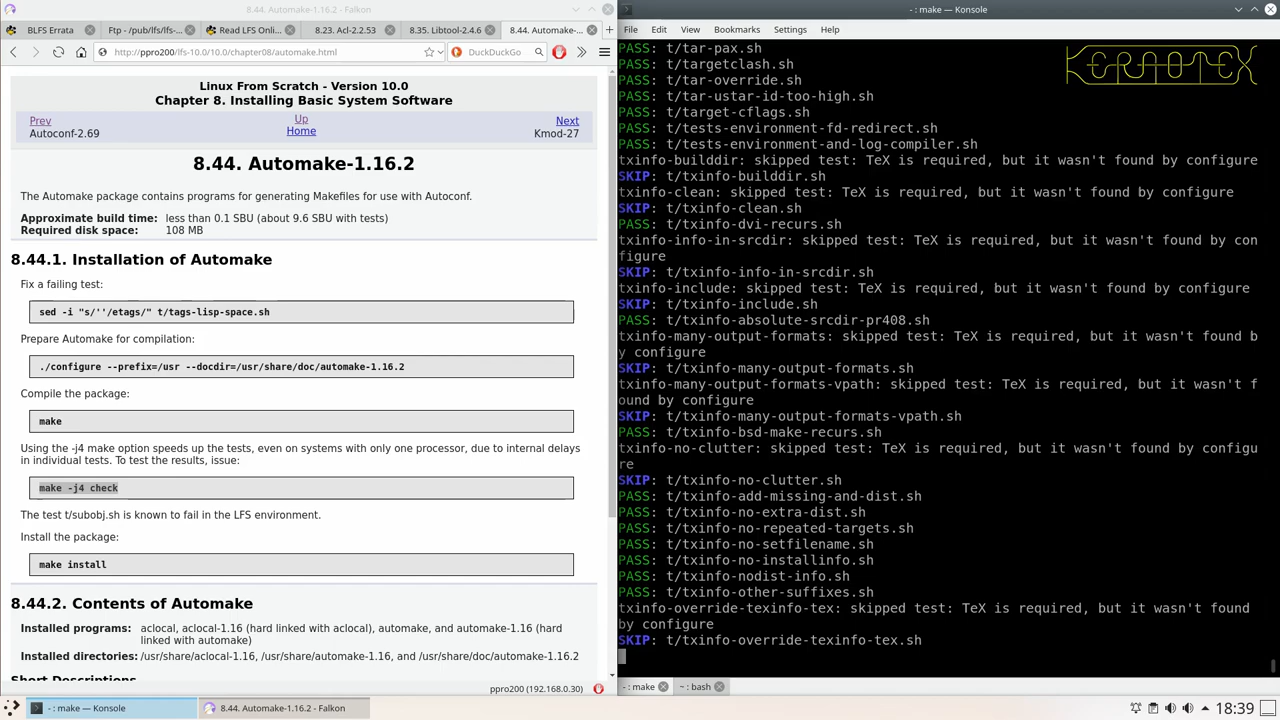 8.44. Automake-1.16.2 - Falkon
BLFS Errata
Ftp - /pub/lfs/lfs-
Read LFS Onli...
8.23. Acl-2.2.53
8.35. Libtool-2.4.6
8.44. Automake-...
http://ppro200/lfs-10.0/10.0/chapter08/automake.html
DuckDuckGo
Linux From Scratch - Version 10.0
Chapter 8. Installing Basic System Software
Prev
Up
Next
Autoconf-2.69
Home
Kmod-27
8.44. Automake-1.16.2
The Automake package contains programs for generating Makefiles for use with Autoconf.
Approximate build time: less than 0.1 SBU (about 9.6 SBU with tests)
Required disk space: 108 MB
8.44.1. Installation of Automake
Fix a failing test:
sed -i "s/''/etags/" t/tags-lisp-space.sh
Prepare Automake for compilation:
./configure --prefix=/usr --docdir=/usr/share/doc/automake-1.16.2
Compile the package:
make
Using the -j4 make option speeds up the tests, even on systems with only one processor, due to internal delays
in individual tests. To test the results, issue:
make -j4 check
The test t/subobj.sh is known to fail in the LFS environment.
Install the package:
make install
8.44.2. Contents of Automake
Installed programs: aclocal, aclocal-1.16 (hard linked with aclocal), automake, and automake-1.16 (hard
linked with automake)
Installed directories: /usr/share/aclocal-1.16, /usr/share/automake-1.16, and /usr/share/doc/automake-1.16.2
Short Descriptions
ppro200 (192.168.0.30)
- : make — Konsole
File Edit View Bookmarks Settings Help
KERAOTEX
PASS: t/tar-pax.sh
PASS: t/targetclash.sh
PASS: t/tar-override.sh
PASS: t/tar-ustar-id-too-high.sh
PASS: t/target-cflags.sh
PASS: t/tests-environment-fd-redirect.sh
PASS: t/tests-environment-and-log-compiler.sh
txinfo-builddir: skipped test: TeX is required, but it wasn't found by configure
SKIP: t/txinfo-builddir.sh
txinfo-clean: skipped test: TeX is required, but it wasn't found by configure
SKIP: t/txinfo-clean.sh
PASS: t/txinfo-dvi-recurs.sh
txinfo-info-in-srcdir: skipped test: TeX is required, but it wasn't found by con
figure
SKIP: t/txinfo-info-in-srcdir.sh
txinfo-include: skipped test: TeX is required, but it wasn't found by configure
SKIP: t/txinfo-include.sh
PASS: t/txinfo-absolute-srcdir-pr408.sh
txinfo-many-output-formats: skipped test: TeX is required, but it wasn't found b
y configure
SKIP: t/txinfo-many-output-formats.sh
txinfo-many-output-formats-vpath: skipped test: TeX is required, but it wasn't f
ound by configure
SKIP: t/txinfo-many-output-formats-vpath.sh
PASS: t/txinfo-bsd-make-recurs.sh
txinfo-no-clutter: skipped test: TeX is required, but it wasn't found by configu
re
SKIP: t/txinfo-no-clutter.sh
PASS: t/txinfo-add-missing-and-dist.sh
PASS: t/txinfo-no-extra-dist.sh
PASS: t/txinfo-no-repeated-targets.sh
PASS: t/txinfo-no-setfilename.sh
PASS: t/txinfo-no-installinfo.sh
PASS: t/txinfo-nodist-info.sh
PASS: t/txinfo-other-suffixes.sh
txinfo-override-texinfo-tex: skipped test: TeX is required, but it wasn't found
by configure
SKIP: t/txinfo-override-texinfo-tex.sh
- : make
~ : bash
- : make — Konsole
8.44. Automake-1.16.2 - Falkon
18:39